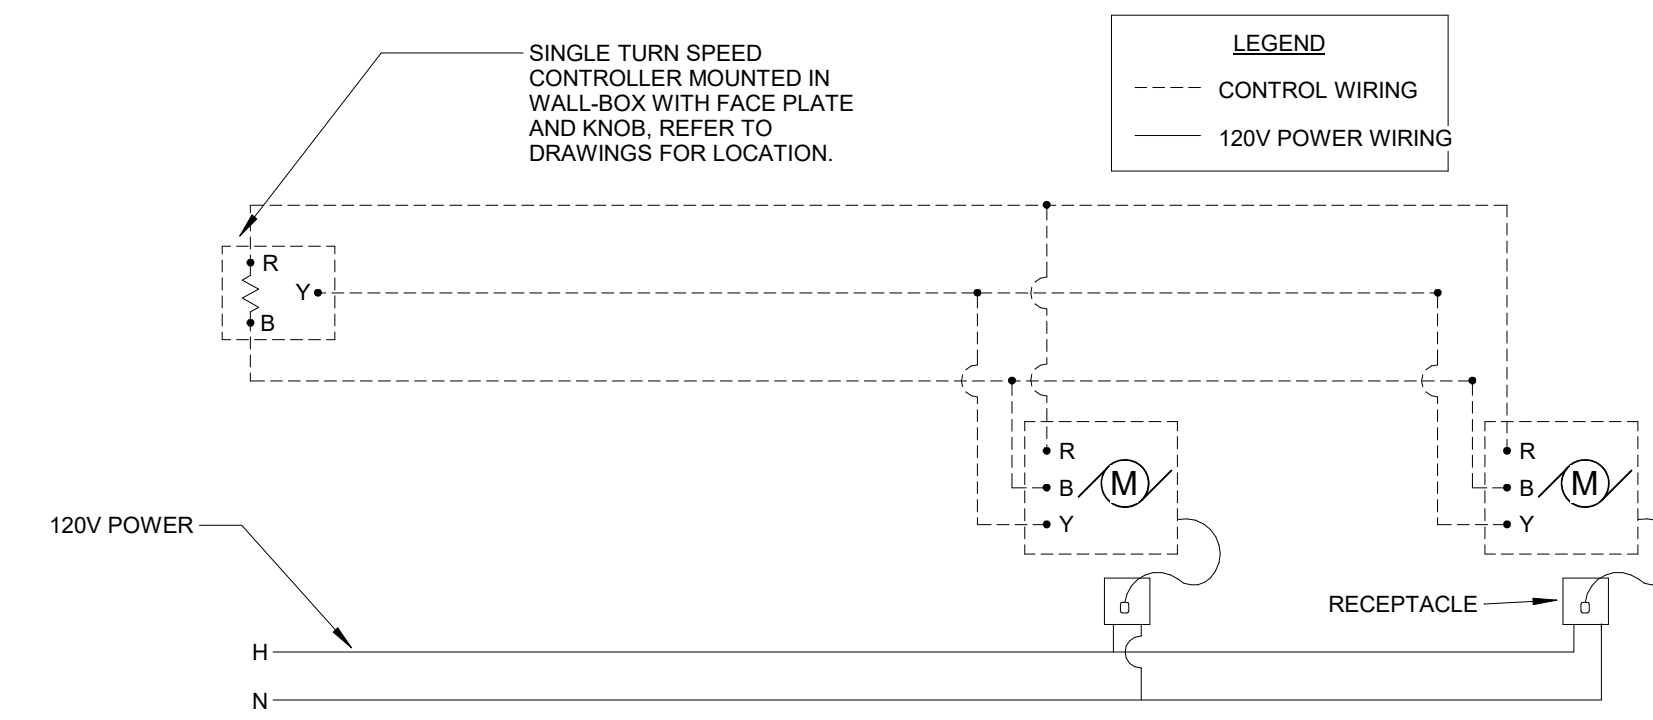 SINGLE TURN SPEED
CONTROLLER MOUNTED IN
WALL-BOX WITH FACE PLATE
AND KNOB, REFER TO
DRAWINGS FOR LOCATION.
LEGEND
CONTROL WIRING
120V POWER WIRING
R
Y
B
R
B
Y
M
R
B
Y
M
120V POWER
RECEPTACLE
H
N